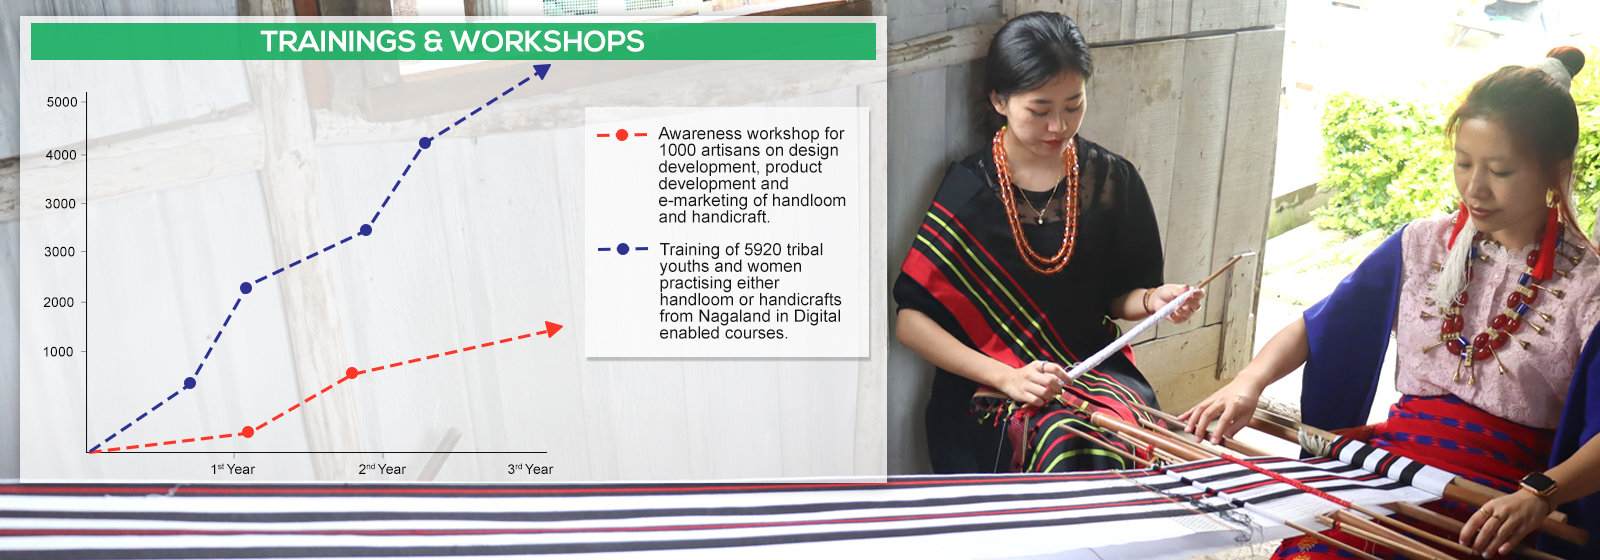 TRAININGS & WORKSHOPS
5000
4000
3000
3000
2000
1000
1st Year
2nd Year
3rd Year
Awareness workshop for
1000 artisans on design
development, product
development and
e-marketing of handloom
and handicraft.
Training of 5920 tribal
youths and women
practising either
handloom or handicrafts
from Nagaland in Digital
enabled courses.